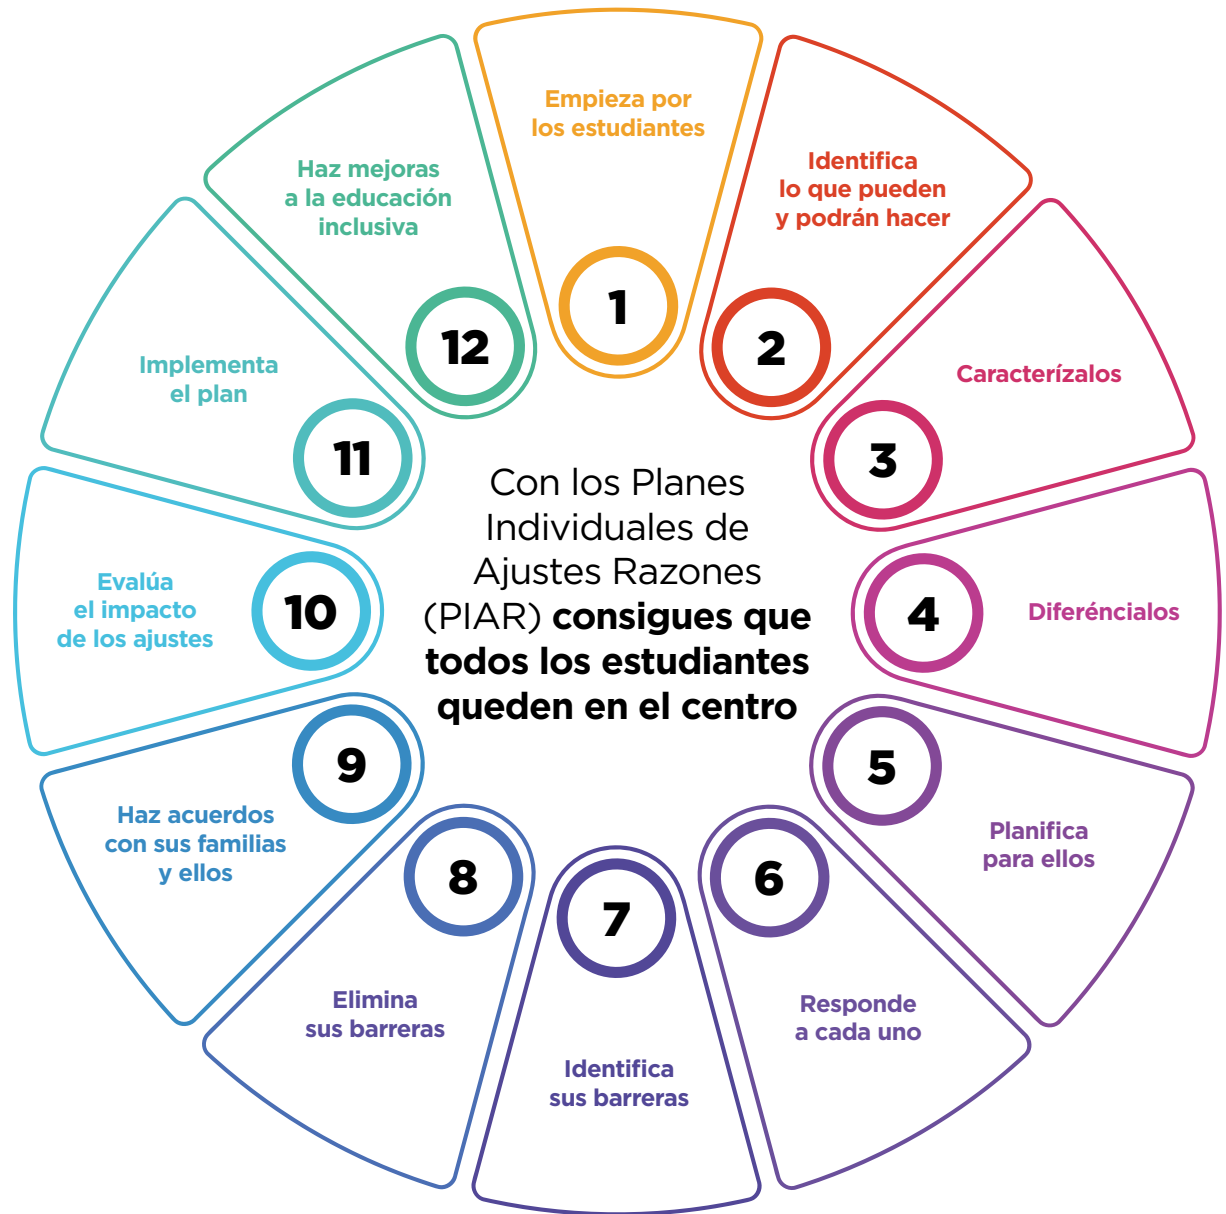 Empieza por
los estudiantes
1
Identifica
lo que pueden
y podrán hacer
2
Caracterízalos
3
Diferéncialos
4
Planifica
para ellos
5
Responde
a cada uno
6
Identifica
sus barreras
7
Elimina
sus barreras
8
Haz acuerdos
con sus familias
y ellos
9
Evalúa
el impacto
de los ajustes
10
Implementa
el plan
11
Haz mejoras
a la educación
inclusiva
12
Con los Planes
Individuales de
Ajustes Razones
(PIAR) consigues que
todos los estudiantes
queden en el centro